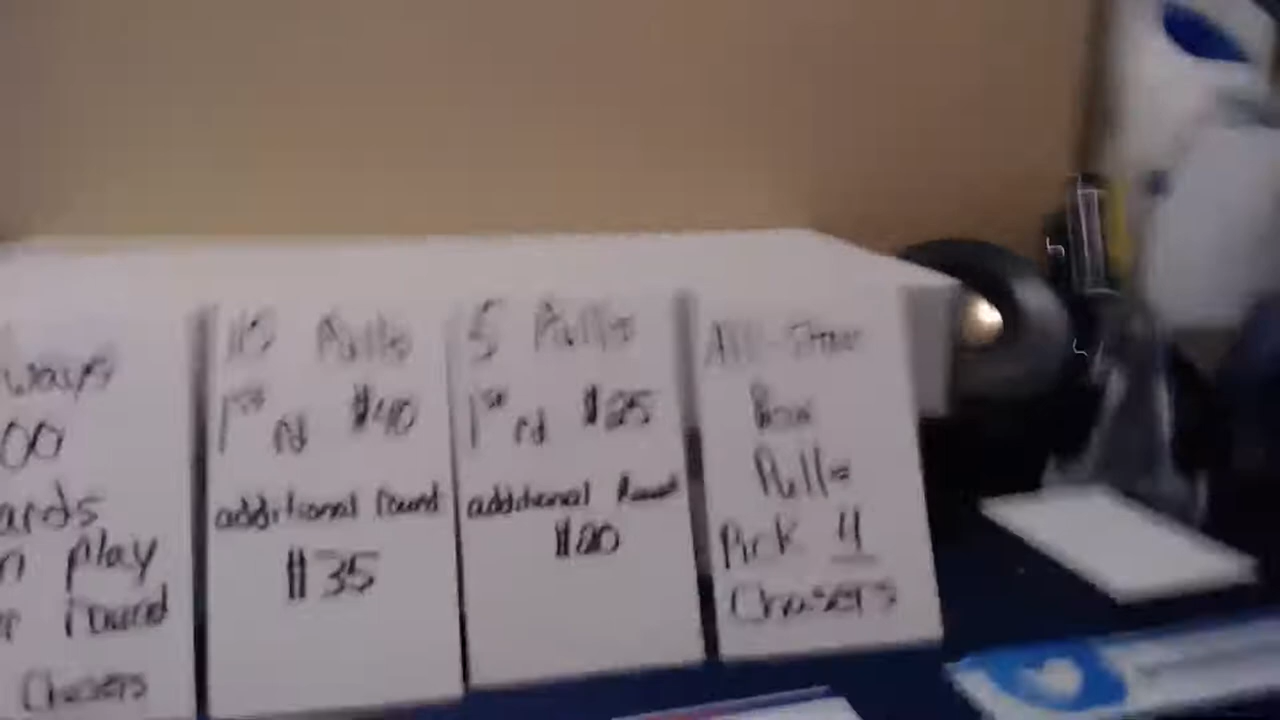 ways
00
ards
n play
r round
Chasers
10 Pulls
1st rd $40
additional round
$35
5 Pulls
1st rd $25
additional Round
$20
All-Star
Box
Pulls
Pick 4
Chasers